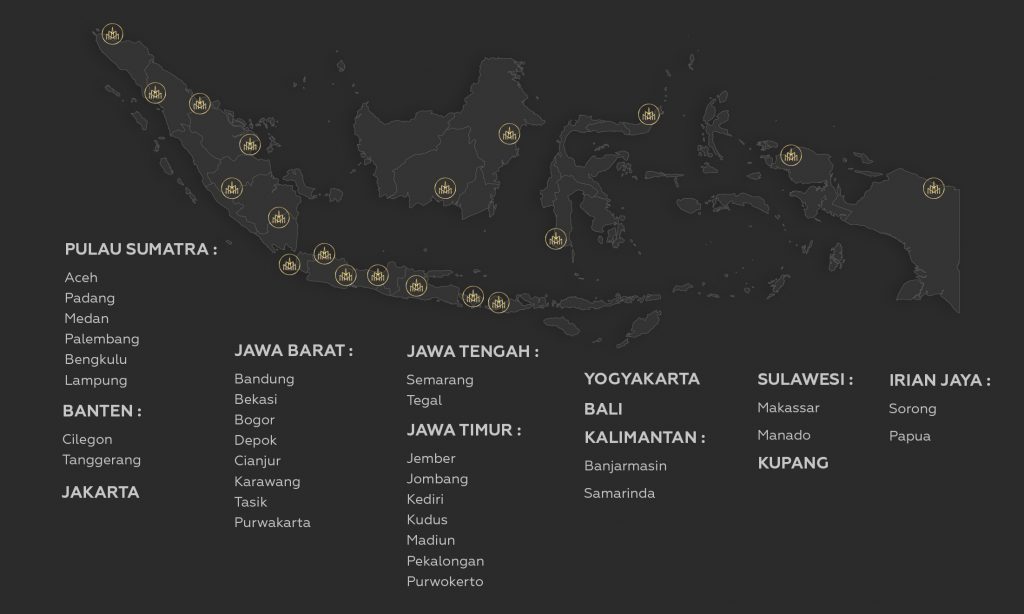 PULAU SUMATRA :
Aceh
Padang
Medan
Palembang
Bengkulu
Lampung
BANTEN :
Cilegon
Tanggerang
JAKARTA
JAWA BARAT :
Bandung
Bekasi
Bogor
Depok
Cianjur
Karawang
Tasik
Purwakarta
JAWA TENGAH :
Semarang
Tegal
JAWA TIMUR :
Jember
Jombang
Kediri
Kudus
Madiun
Pekalongan
Purwokerto
YOGYAKARTA
BALI
KALIMANTAN :
Banjarmasin
Samarinda
SULAWESI :
Makassar
Manado
KUPANG
IRIAN JAYA :
Sorong
Papua